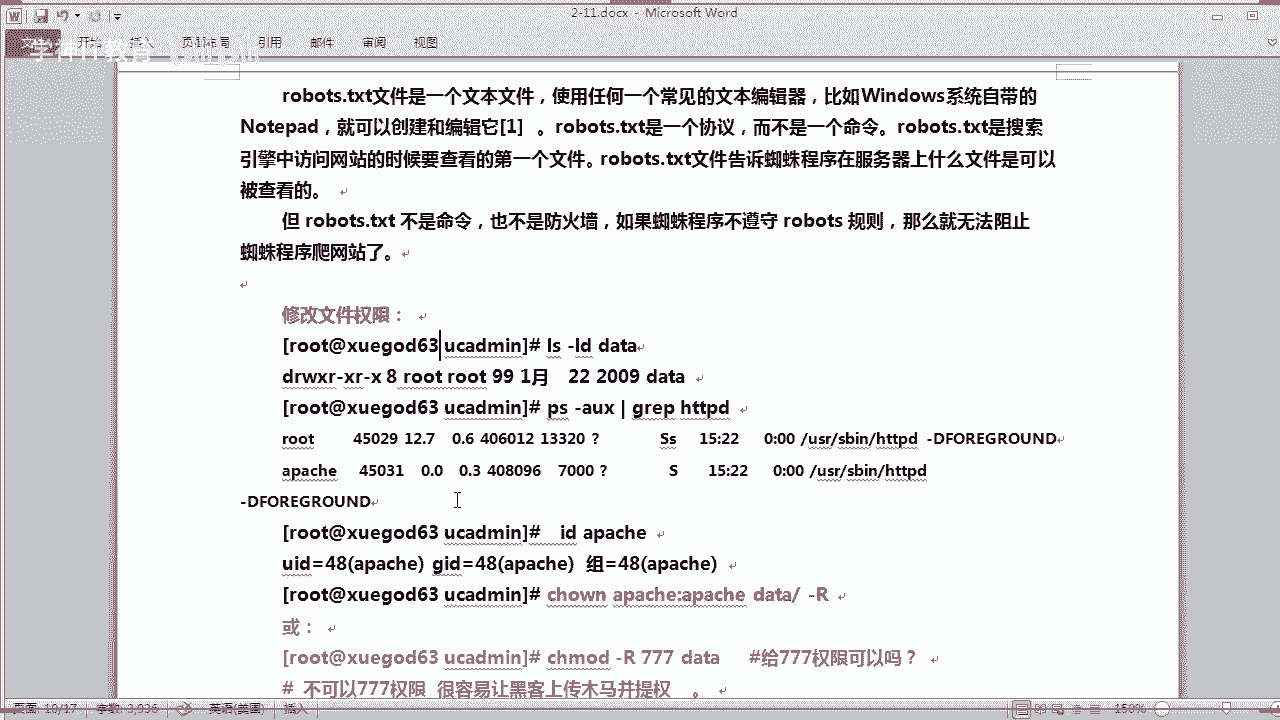 2-11.docx - Microsoft Word
文件 开始 插入 页面布局 引用 邮件 审阅 视图
学神IT教育
robots.txt文件是一个文本文件，使用任何一个常见的文本编辑器，比如Windows系统自带的
Notepad，就可以创建和编辑它[1] 。robots.txt是一个协议，而不是一个命令。robots.txt是搜索
引擎中访问网站的时候要查看的第一个文件。robots.txt文件告诉蜘蛛程序在服务器上什么文件是可以
被查看的。
但 robots.txt 不是命令，也不是防火墙，如果蜘蛛程序不遵守 robots 规则，那么就无法阻止
蜘蛛程序爬网站了。
修改文件权限：
[root@xuegod63 ucadmin]# ls -ld data
drwxr-xr-x 8 root root 99 1月 22 2009 data
[root@xuegod63 ucadmin]# ps -aux | grep httpd
root 45029 12.7 0.6 406012 13320 ? Ss 15:22 0:00 /usr/sbin/httpd -DFOREGROUND
apache 45031 0.0 0.3 408096 7000 ? S 15:22 0:00 /usr/sbin/httpd
-DFOREGROUND
[root@xuegod63 ucadmin]# id apache
uid=48(apache) gid=48(apache) 组=48(apache)
[root@xuegod63 ucadmin]# chown apache:apache data/ -R
或：
[root@xuegod63 ucadmin]# chmod -R 777 data #给777权限可以吗？
# 不可以777权限 很容易让黑客上传木马并提权 。
页面: 10/17 字数: 3,936 英语(美国) 插入 150%